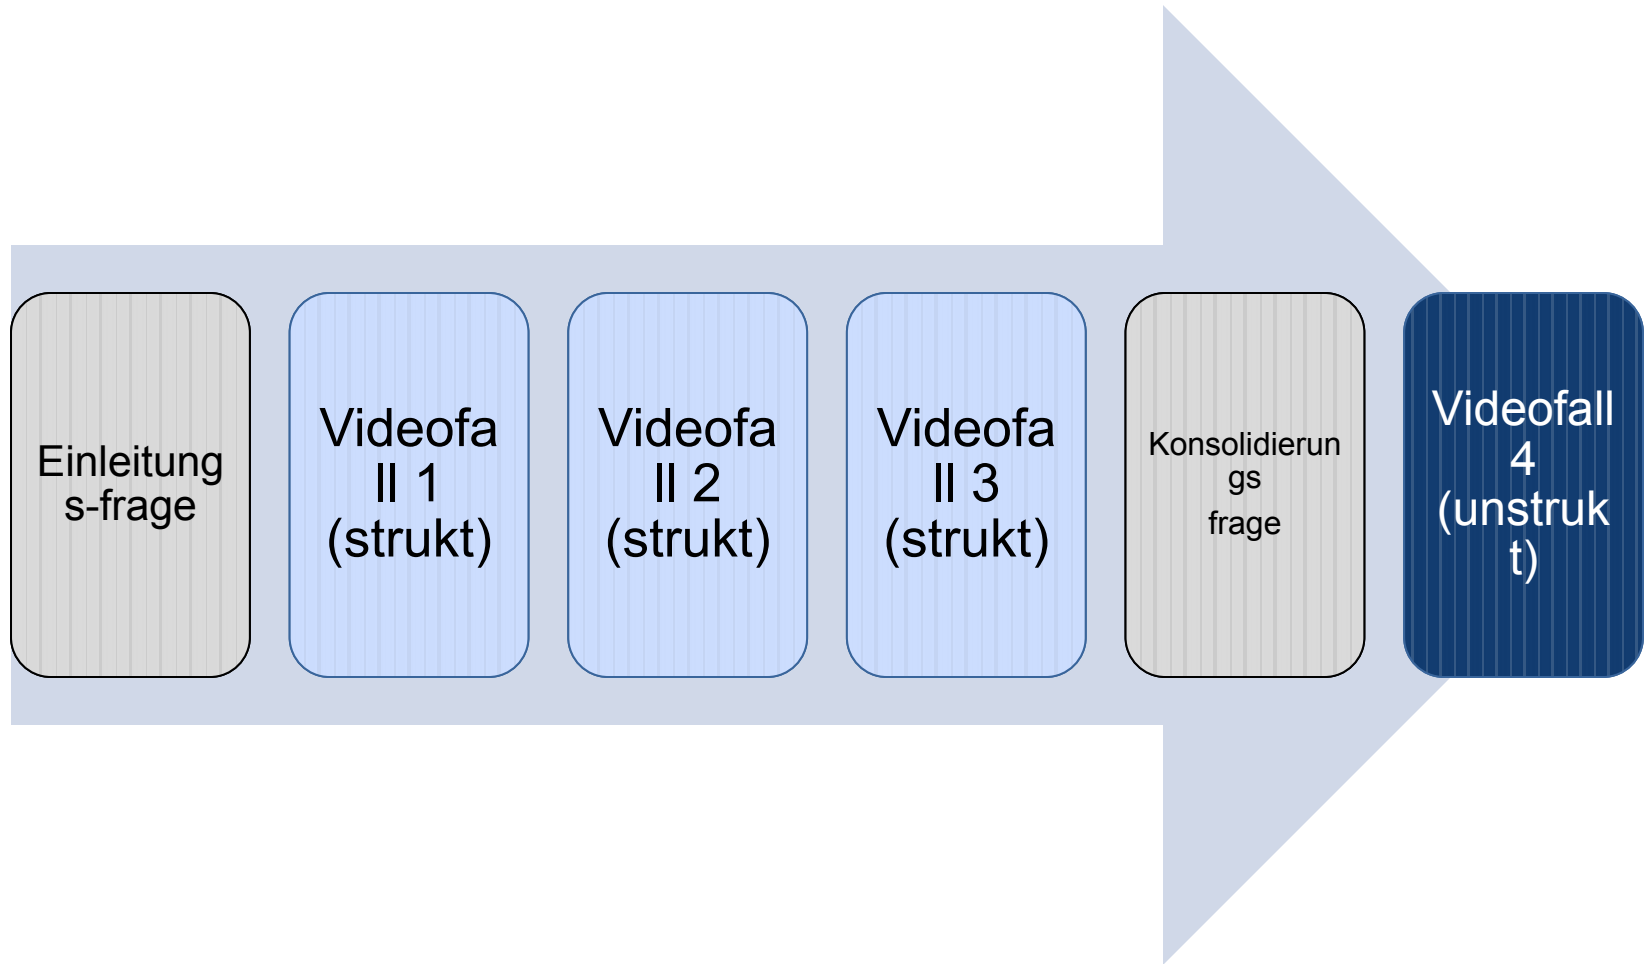 Einleitung
s-frage
Videofa
ll 1
(strukt)
Videofa
ll 2
(strukt)
Videofa
ll 3
(strukt)
Konsolidierun
gs
frage
Videofall
4
(unstruk
t)